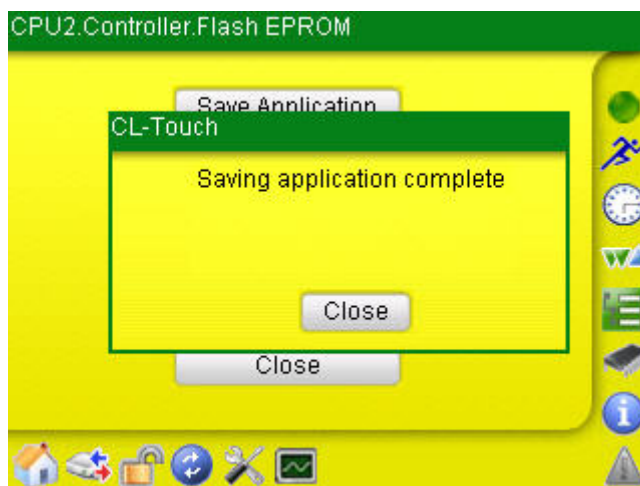 CPU2.Controller.Flash EPROM
Save Application
CL-Touch
Saving application complete
Close
Close